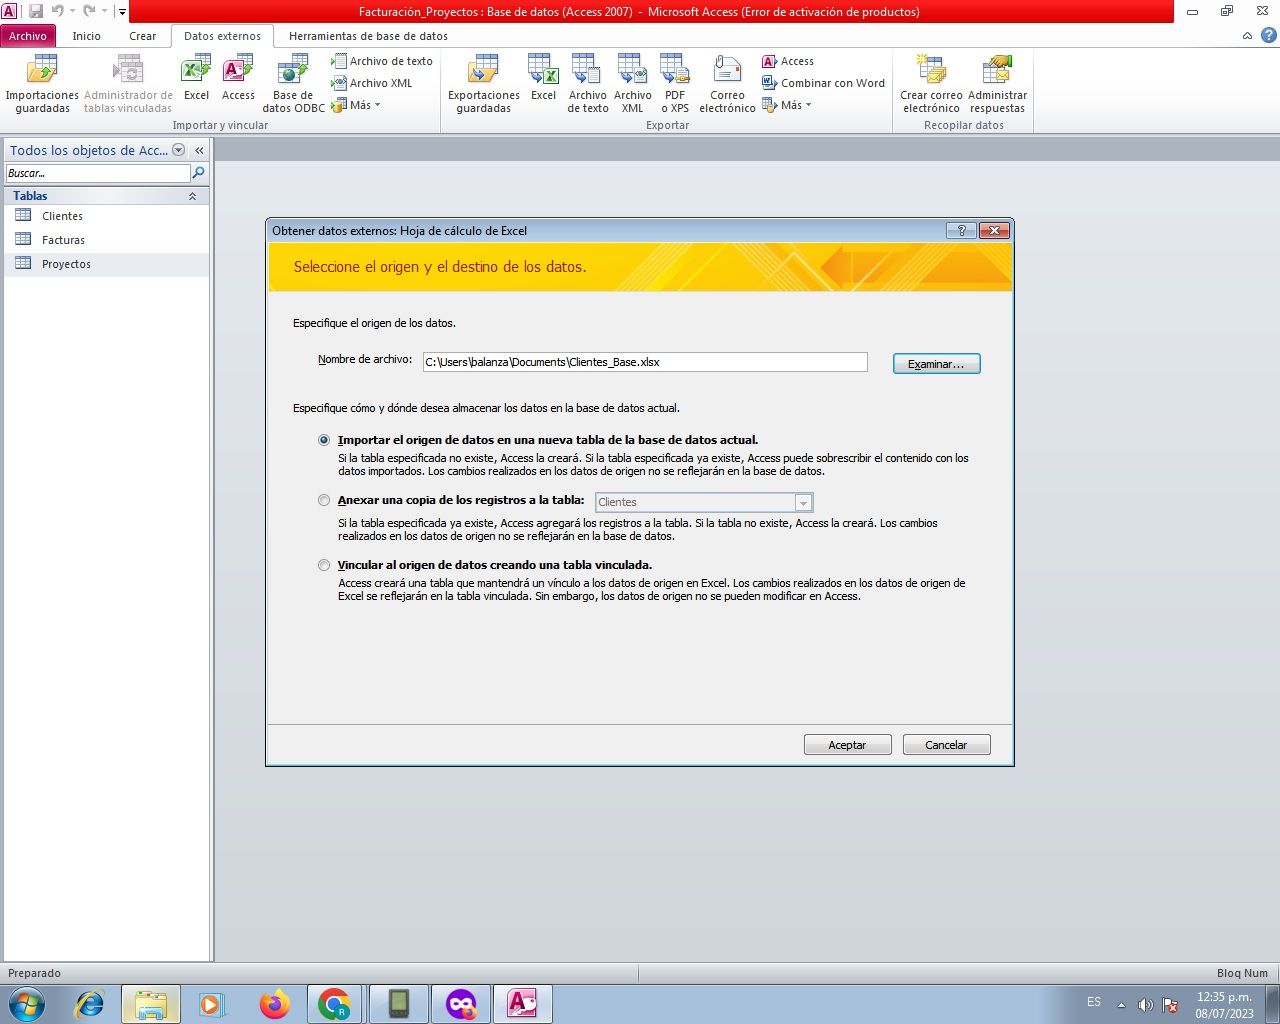 Facturación_Proyectos : Base de datos (Access 2007) - Microsoft Access (Error de activación de productos)
Archivo Inicio Crear Datos externos Herramientas de base de datos
Importaciones guardadas
Administrador de tablas vinculadas
Excel
Access
Base de datos ODBC
Archivo de texto
Archivo XML
Más
Importar y vincular
Exportaciones guardadas
Excel
Archivo de texto
Archivo XML
PDF o XPS
Correo electrónico
Access
Combinar con Word
Más
Exportar
Crear correo electrónico
Administrar respuestas
Recopilar datos
Todos los objetos de Acc...
Buscar...
Tablas
Clientes
Facturas
Proyectos
Obtener datos externos: Hoja de cálculo de Excel
Seleccione el origen y el destino de los datos.
Especifique el origen de los datos.
Nombre de archivo: C:\Users\balanza\Documents\Clientes_Base.xlsx Examinar...
Especifique cómo y dónde desea almacenar los datos en la base de datos actual.
Importar el origen de datos en una nueva tabla de la base de datos actual.
Si la tabla especificada no existe, Access la creará. Si la tabla especificada ya existe, Access puede sobrescribir el contenido con los
datos importados. Los cambios realizados en los datos de origen no se reflejarán en la base de datos.
Anexar una copia de los registros a la tabla: Clientes
Si la tabla especificada ya existe, Access agregará los registros a la tabla. Si la tabla no existe, Access la creará. Los cambios
realizados en los datos de origen no se reflejarán en la base de datos.
Vincular al origen de datos creando una tabla vinculada.
Access creará una tabla que mantendrá un vínculo a los datos de origen en Excel. Los cambios realizados en los datos de origen de
Excel se reflejarán en la tabla vinculada. Sin embargo, los datos de origen no se pueden modificar en Access.
Aceptar Cancelar
Preparado Bloq Num
ES 12:35 p.m.
08/07/2023